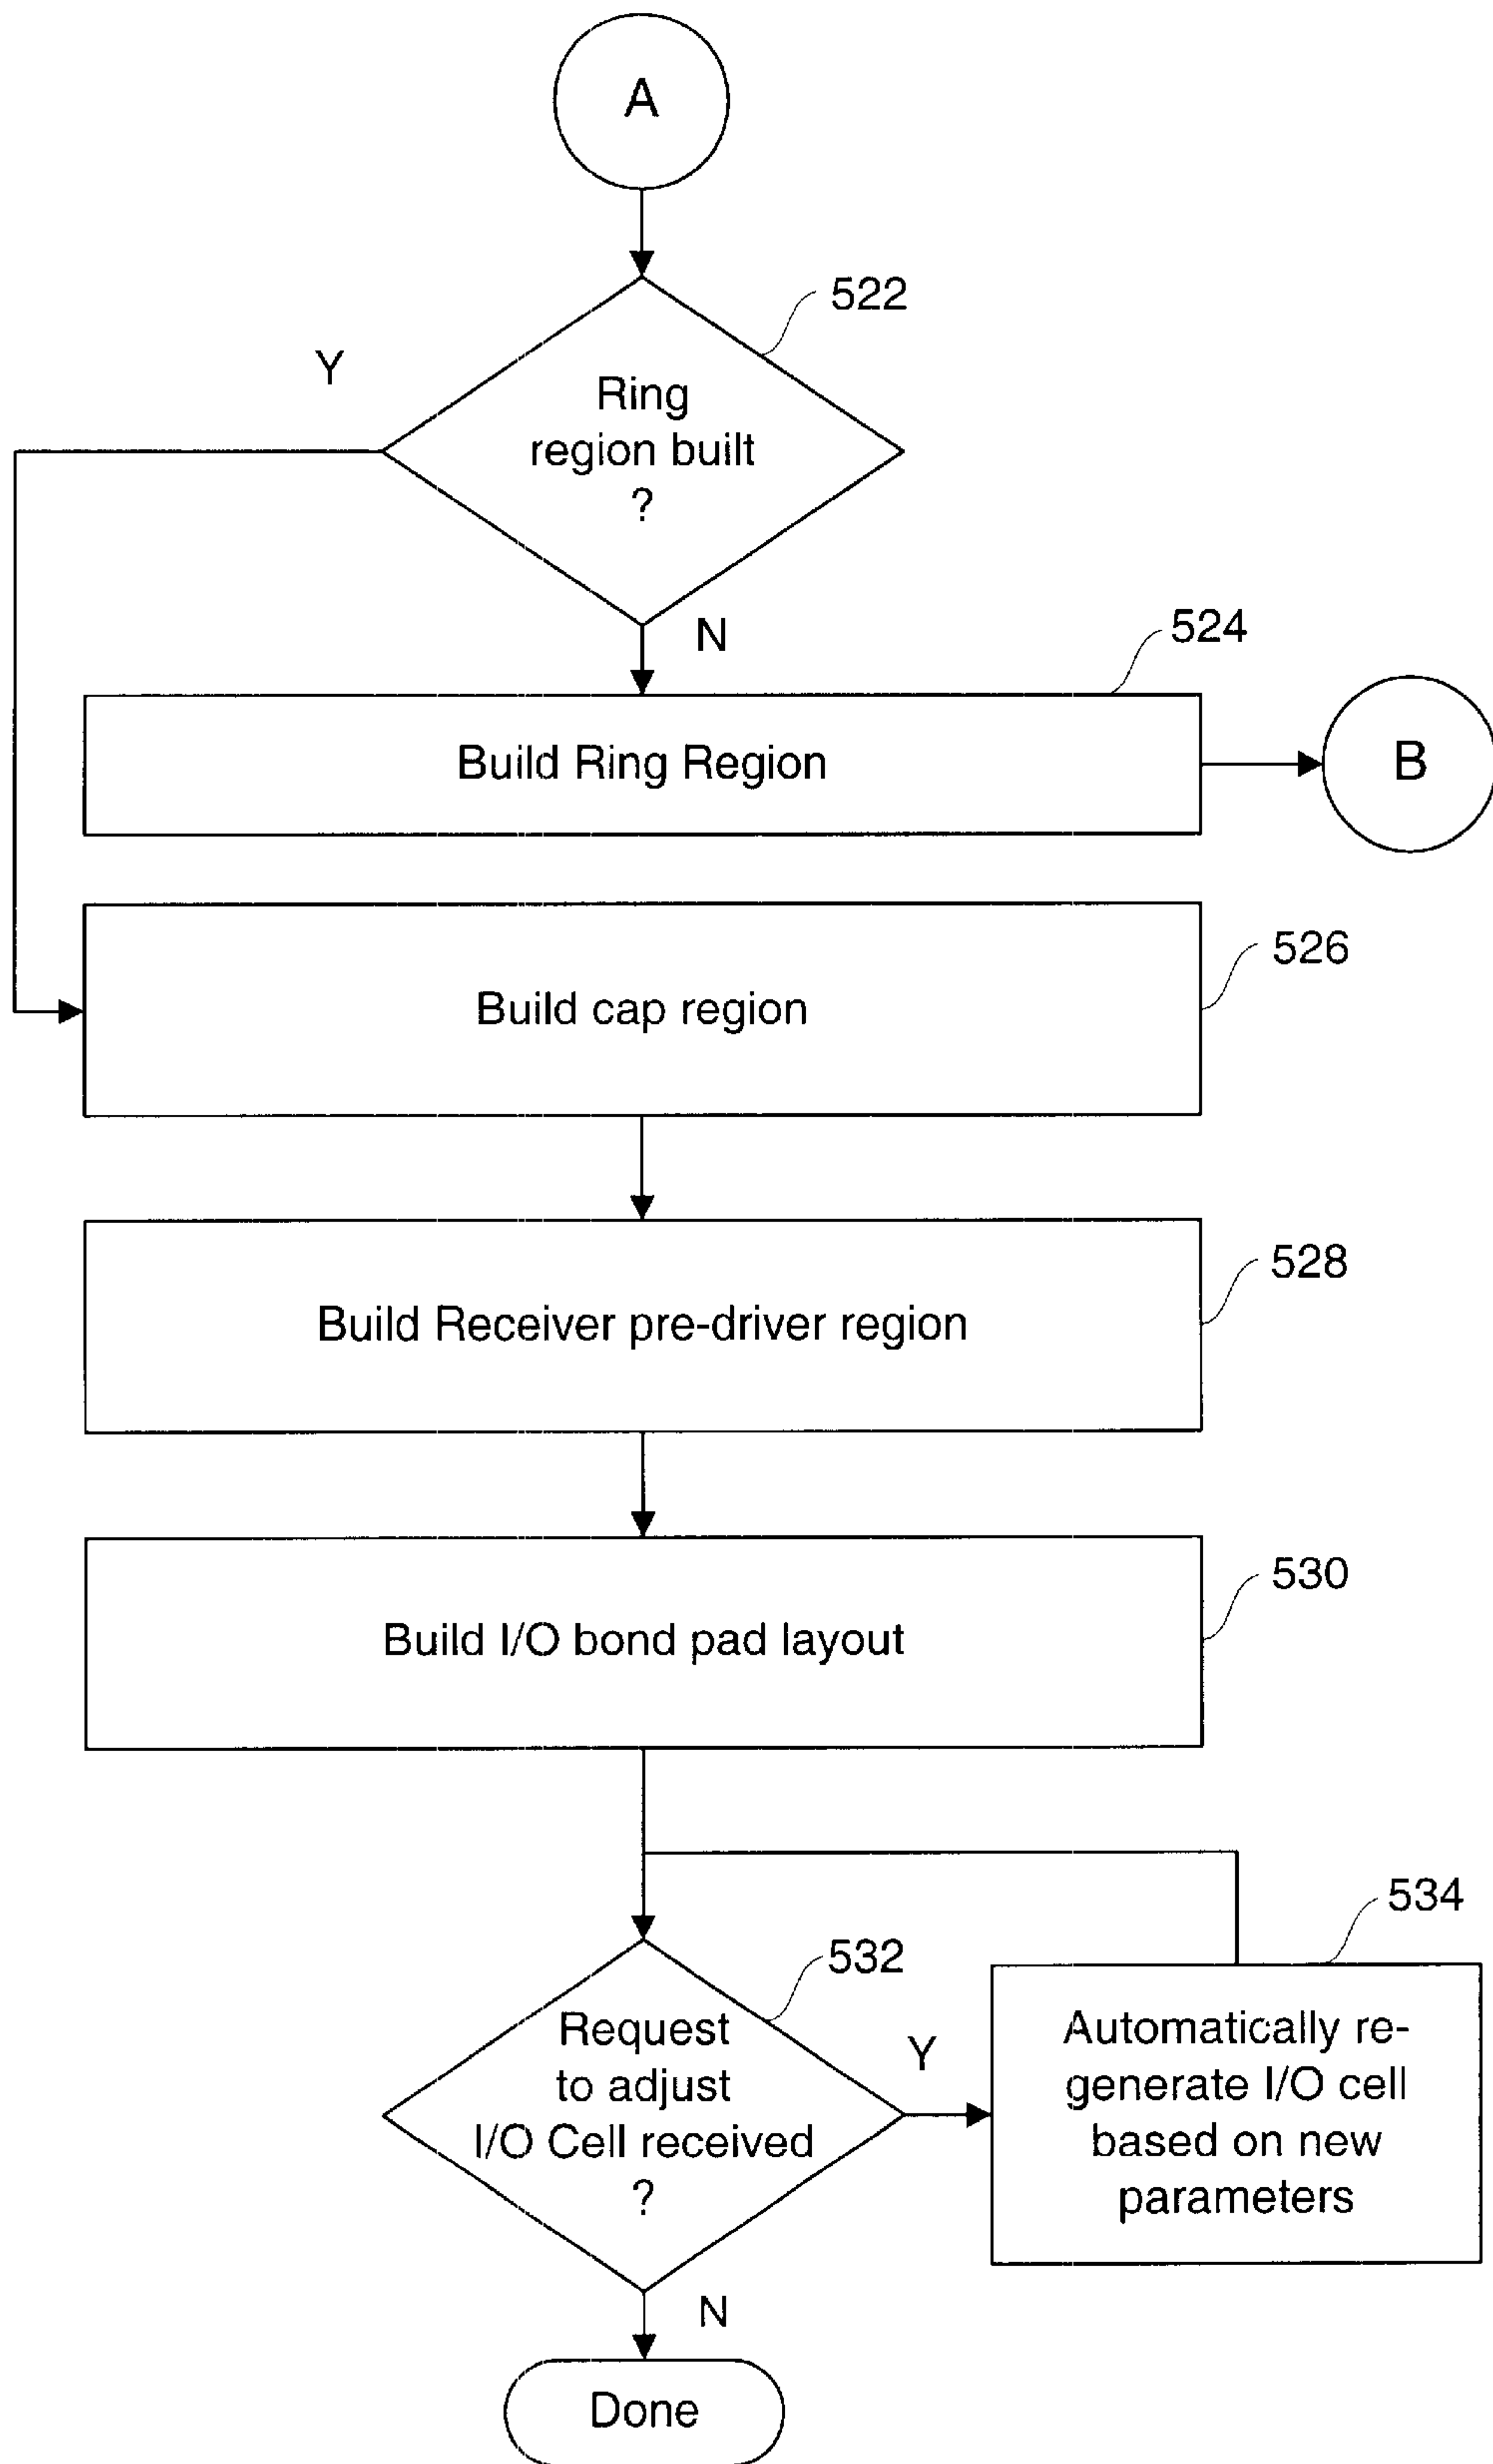 A
522
Y
Ring
region built
?
N
524
Build Ring Region
B
526
Build cap region
528
Build Receiver pre-driver region
530
Build I/O bond pad layout
534
532
Request
to adjust
I/O Cell received
?
Y
Automatically re-
generate I/O cell
based on new
parameters
N
Done